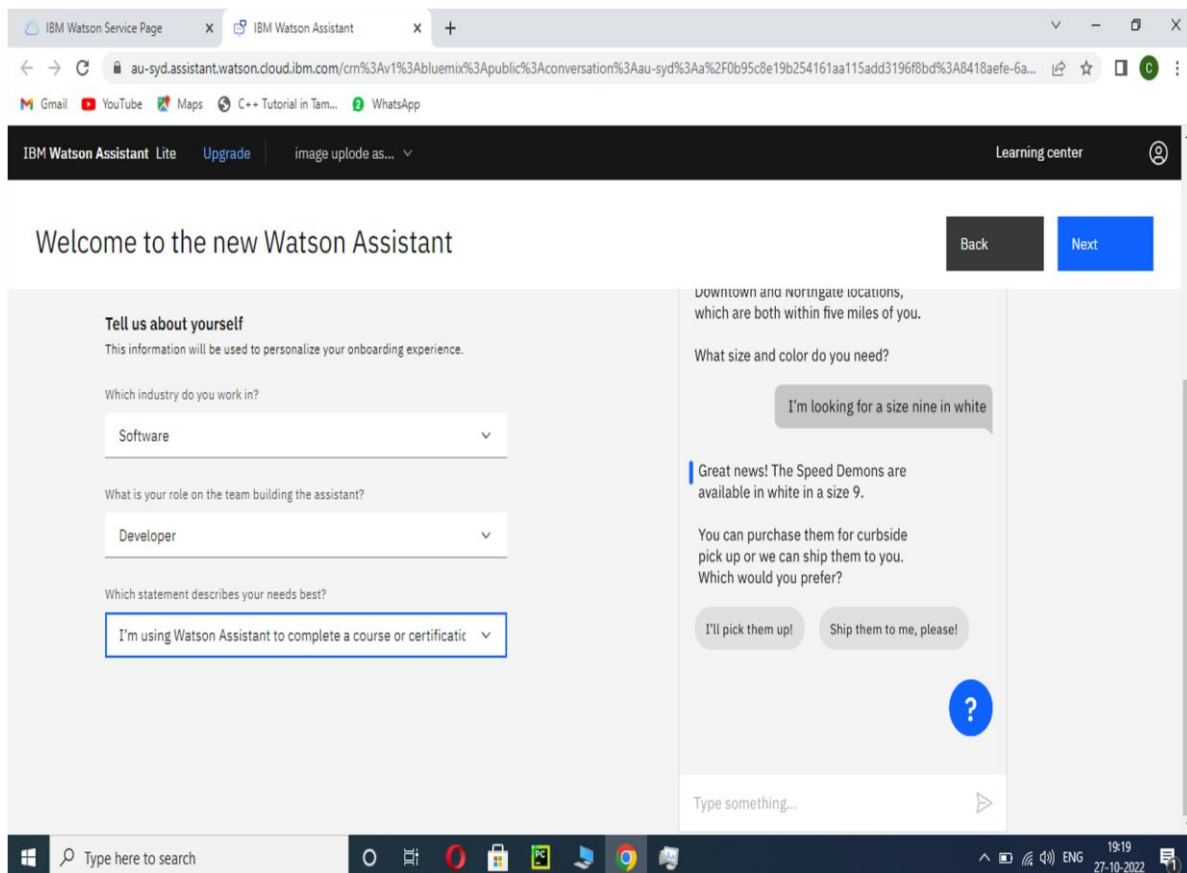 IBM Watson Service Page
IBM Watson Assistant
au-syd.assistant.watson.cloud.ibm.com/crn%3Av1%3Abluemix%3Apublic%3Aconversation%3Aau-syd%3Aa%2F0b95c8e19b254161aa115add3196f8bd%3A8418aefe-6a...
C
Gmail YouTube Maps C++ Tutorial in Tam... 2 WhatsApp
IBM Watson Assistant Lite Upgrade image uplode as... Learning center
Welcome to the new Watson Assistant
Back
Next
Tell us about yourself
This information will be used to personalize your onboarding experience.
Which industry do you work in?
Software
What is your role on the team building the assistant?
Developer
Which statement describes your needs best?
I'm using Watson Assistant to complete a course or certificatic
Downtown and Northgate locations,
which are both within five miles of you.
What size and color do you need?
I'm looking for a size nine in white
Great news! The Speed Demons are
available in white in a size 9.
You can purchase them for curbside
pick up or we can ship them to you.
Which would you prefer?
I'll pick them up! Ship them to me, please!
?
Type something...
Type here to search
PC
ENG
19:19
27-10-2022
1